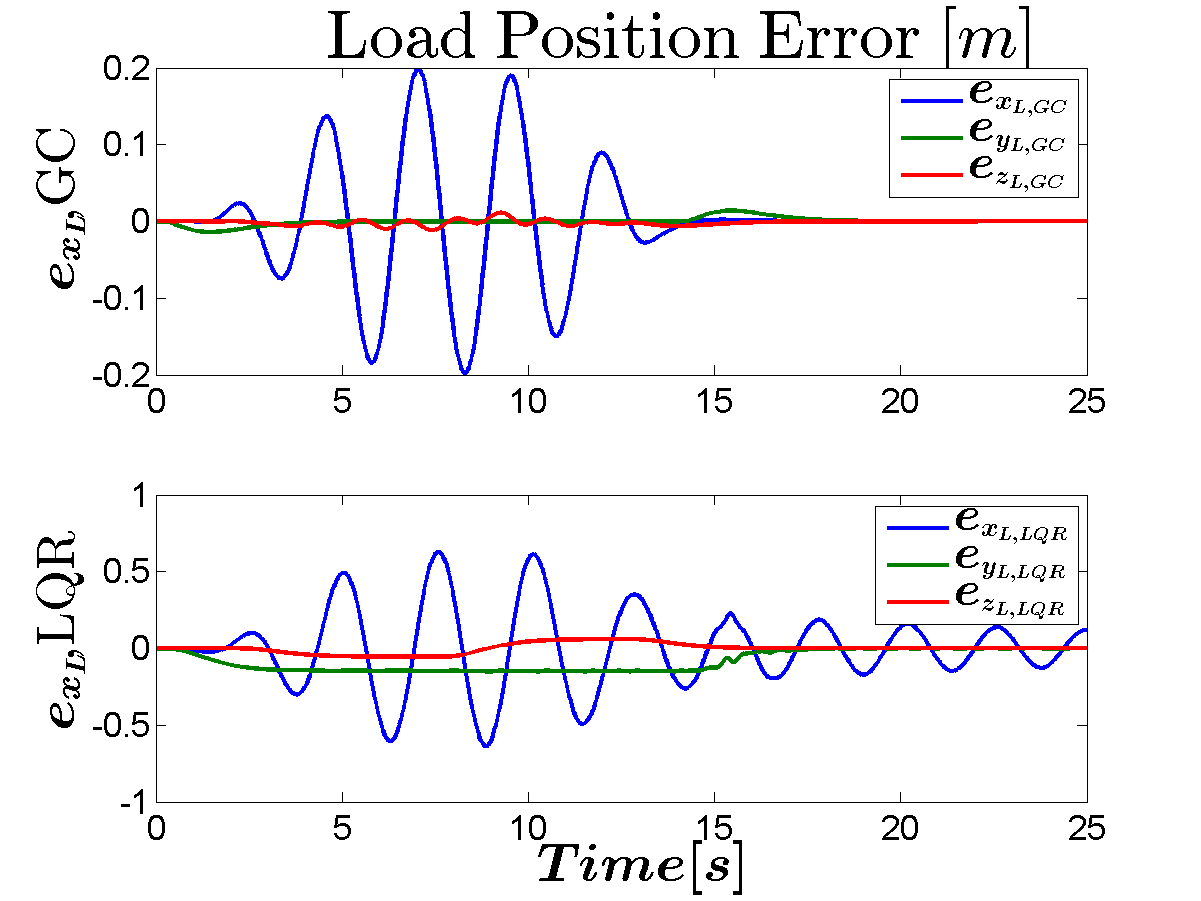 Load Position Error [m]
e_{x_L},GC
0.2
0.1
0
-0.1
-0.2
0 5 10 15 20 25
e_{x_{L,GC}}
e_{y_{L,GC}}
e_{z_{L,GC}}
e_{x_L},LQR
1
0.5
0
-0.5
-1
0 5 10 15 20 25
e_{x_{L,LQR}}
e_{y_{L,LQR}}
e_{z_{L,LQR}}
Time[s]